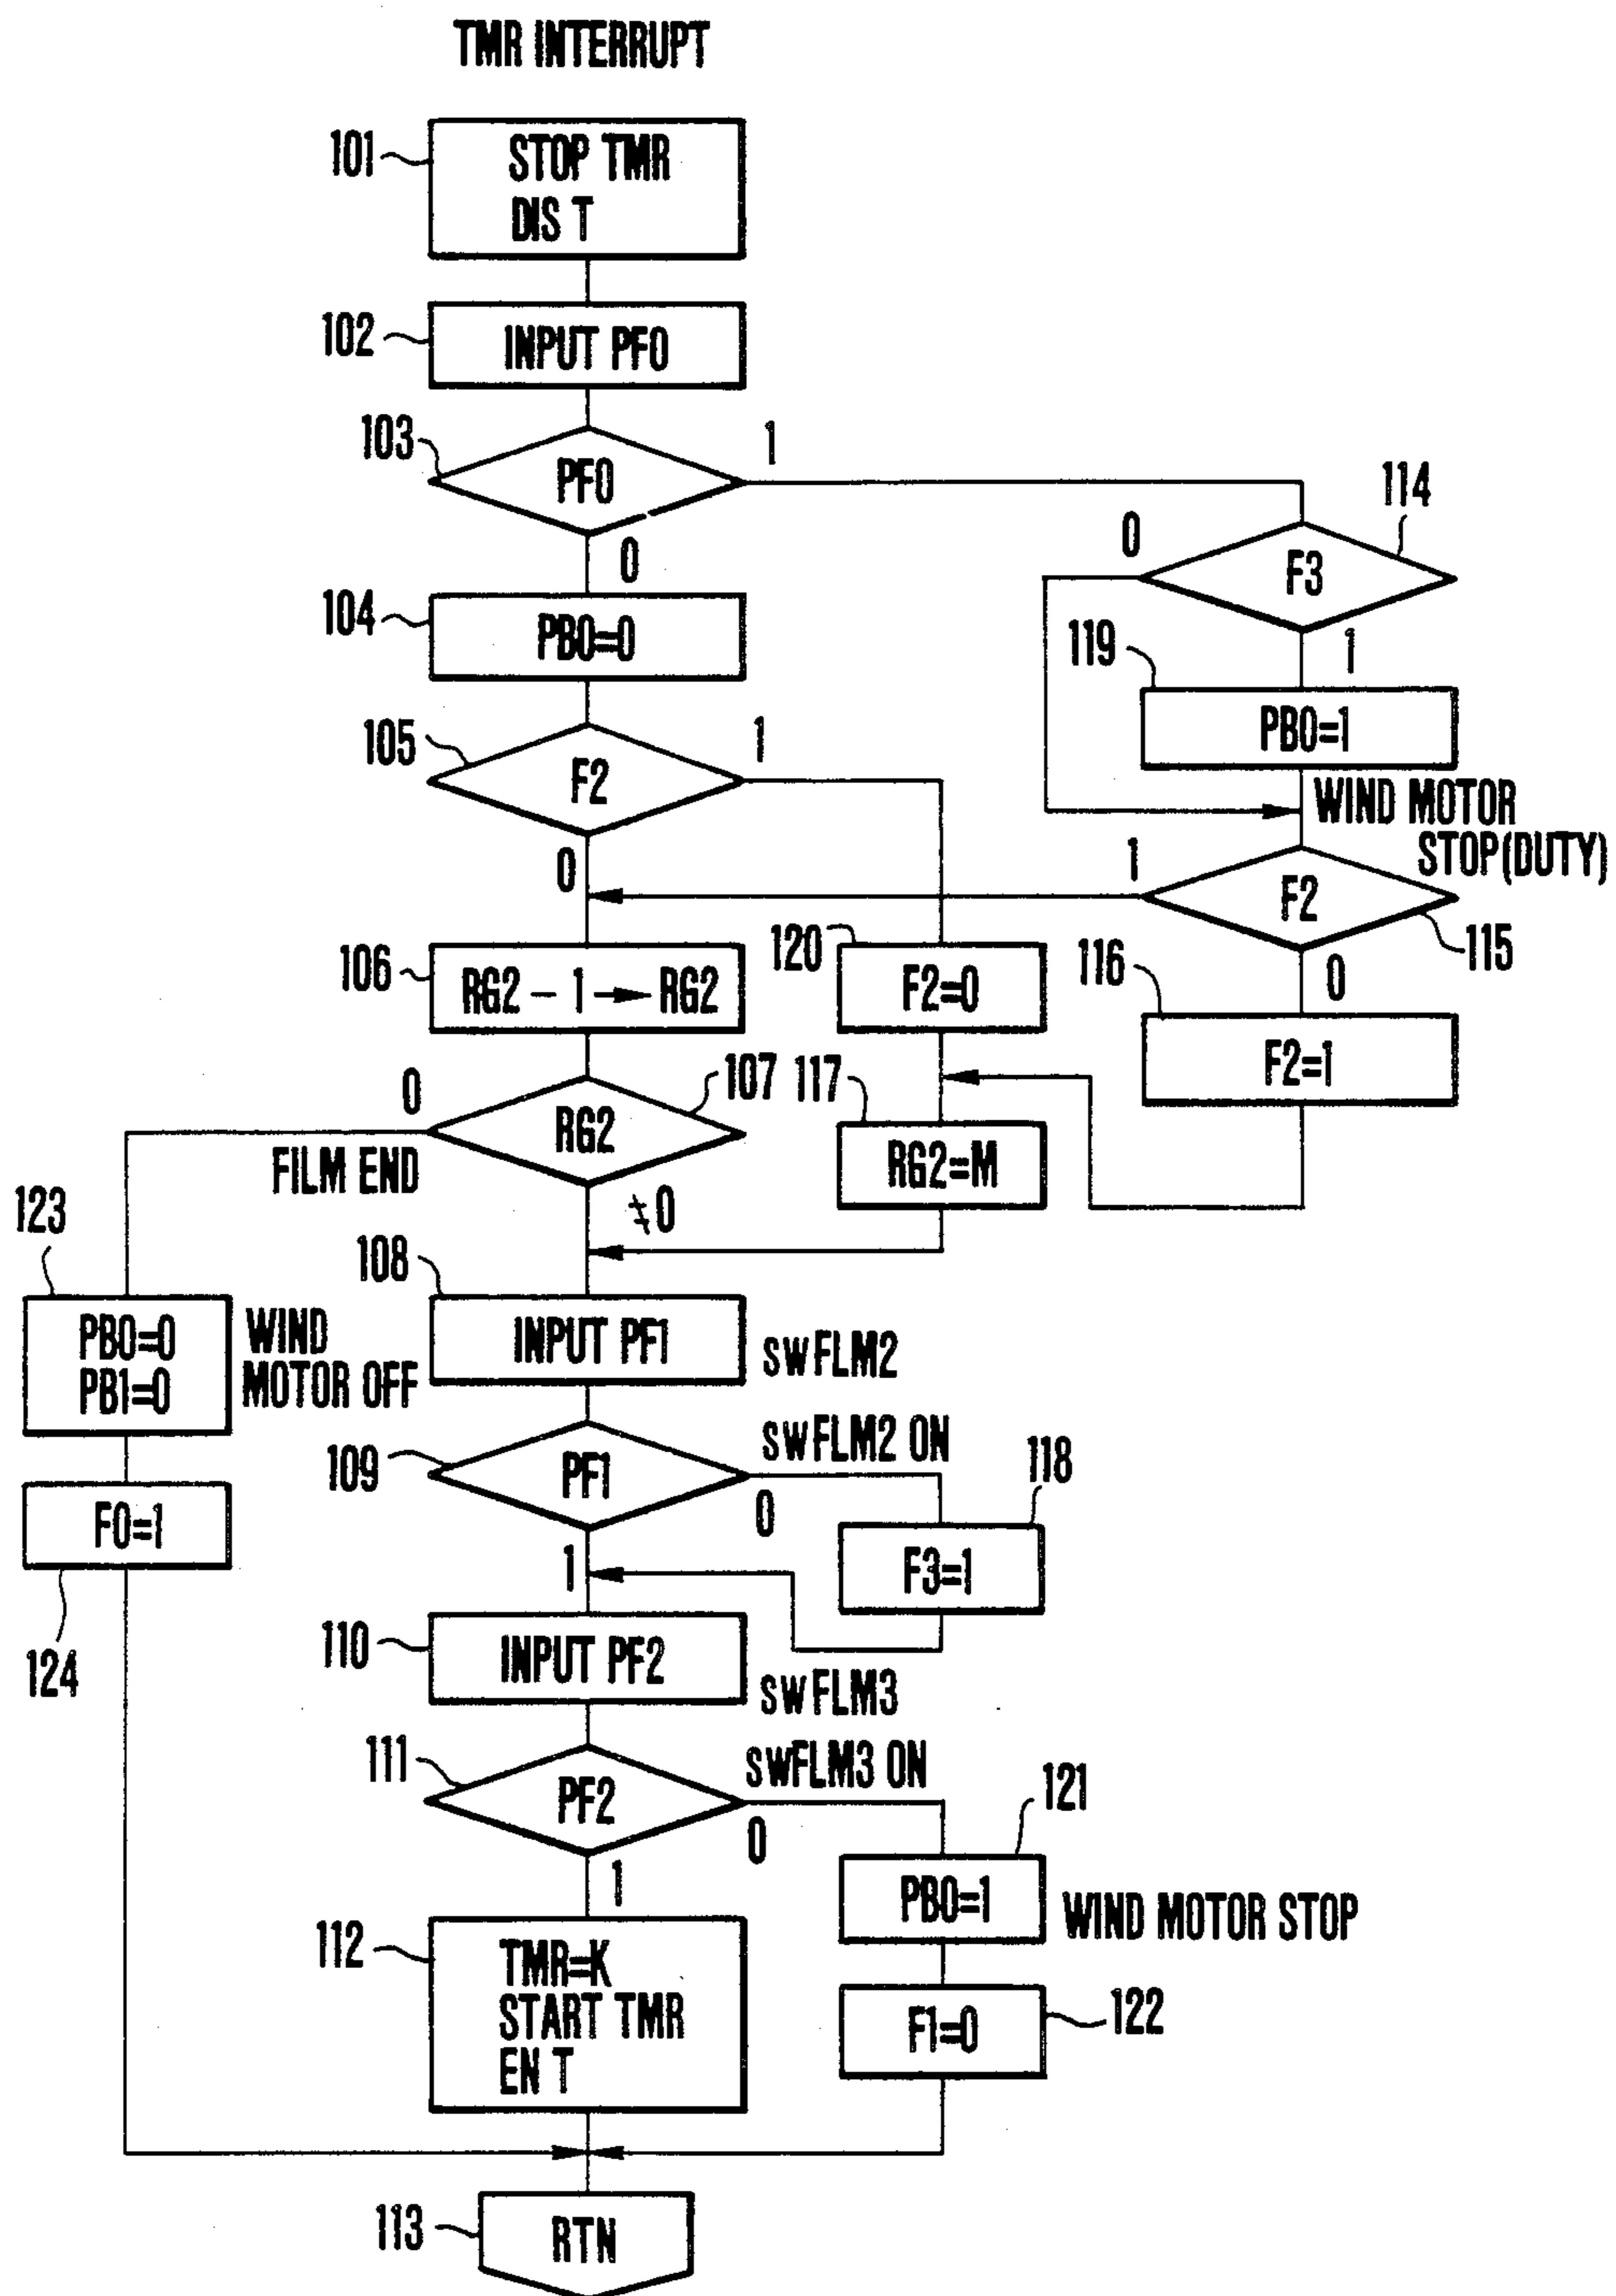 TMR INTERRUPT
101
STOP TMR
DIS T
102
INPUT PF0
103
PF0
1
0
114
0
F3
1
104
PB0=0
119
PB0=1
105
F2
1
0
WIND MOTOR
STOP(DUTY)
1
F2
115
0
106
RG2 - 1 → RG2
120
F2=0
116
F2=1
0
107
RG2
FILM END
≠0
117
RG2=M
123
PB0=0
PB1=0
WIND
MOTOR OFF
108
INPUT PF1
swFLM2
109
PF1
swFLM2 ON
0
1
118
F3=1
F0=1
124
110
INPUT PF2
swFLM3
111
PF2
swFLM3 ON
0
1
121
PB0=1
WIND MOTOR STOP
112
TMR=K
START TMR
EN T
F1=0
122
113
RTN